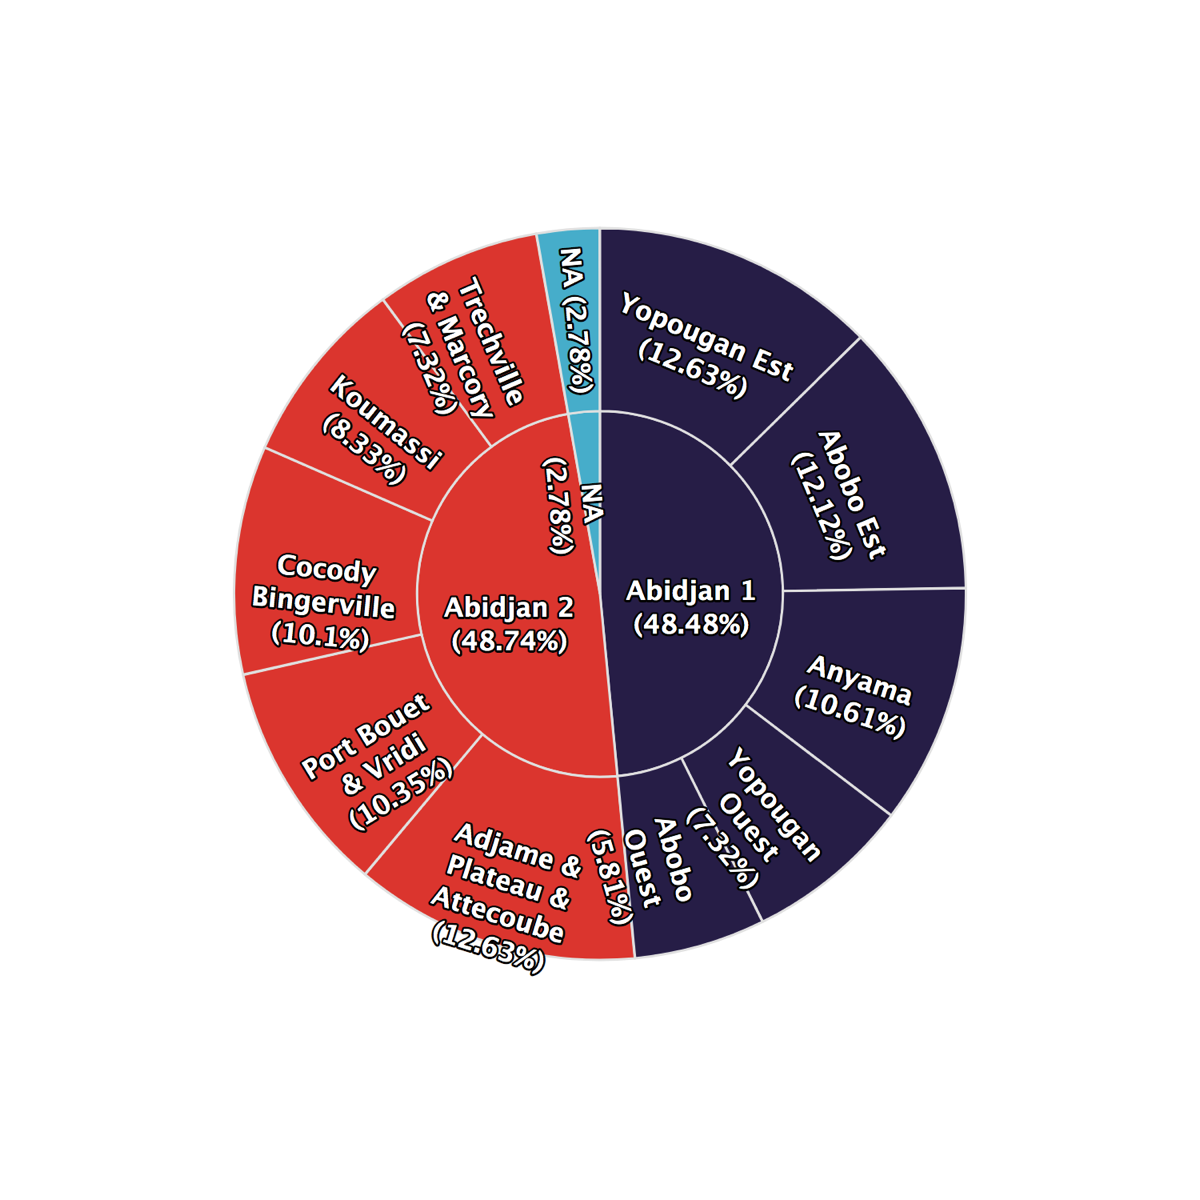 NA (2.78%)
Yopougan Est
(12.63%)
Abobo Est
(12.12%)
Anyama
(10.61%)
Yopougan
Ouest
(7.32%)
Abobo
Ouest
(5.81%)
Adjame &
Plateau &
Attecoube
(12.63%)
Port Bouet
& Vridi
(10.35%)
Cocody
Bingerville
(10.1%)
Koumassi
(8.33%)
Trechville
& Marcory
(7.32%)
NA
(2.78%)
Abidjan 1
(48.48%)
Abidjan 2
(48.74%)